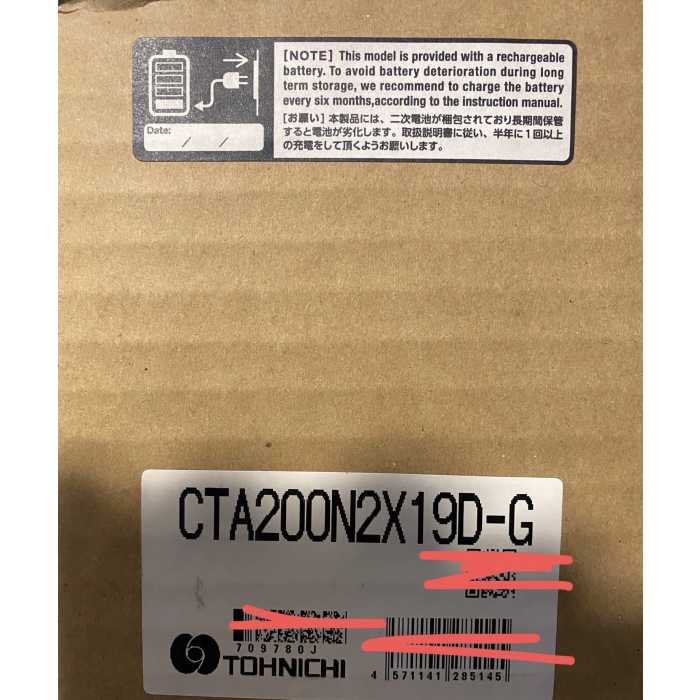 [NOTE] This model is provided with a rechargeable
battery. To avoid battery deterioration during long
term storage, we recommend to charge the battery
every six months,according to the instruction manual.
[お願い] 本製品には、二次電池が梱包されており長期間保管
すると電池が劣化します。取扱説明書に従い、半年に1回以上
の充電をして頂くようお願いします。
Date:
/ /
CTA200N2X19D-G
709780J
TOHNICHI
4 571141 285145